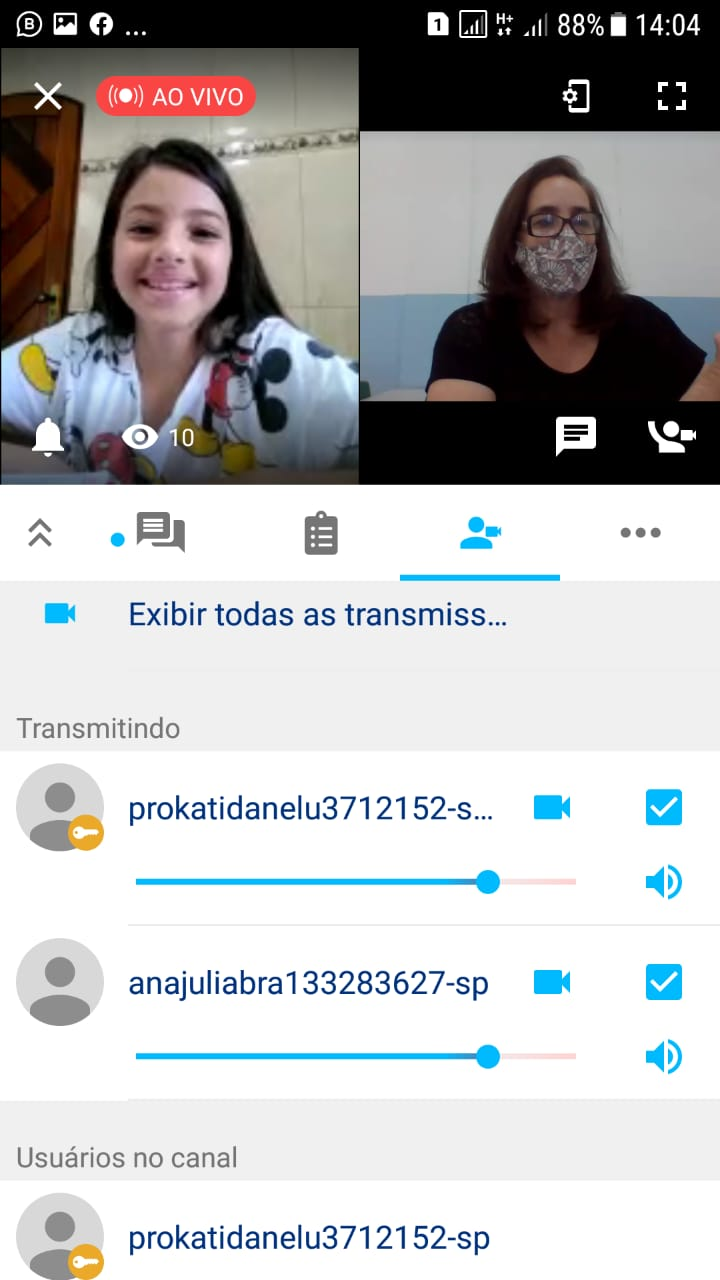 B
...
1
H+
88%
14:04
AO VIVO
10
Exibir todas as transmiss...
Transmitindo
prokatidanelu3712152-s...
anajuliabra133283627-sp
Usuários no canal
prokatidanelu3712152-sp